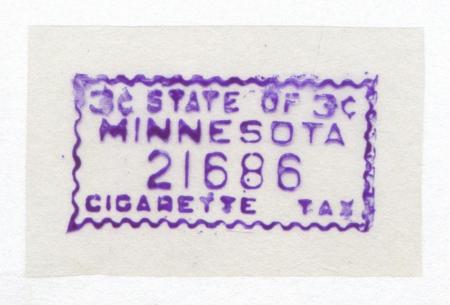 3¢ STATE OF 3¢
MINNESOTA
21686
CIGARETTE TAX